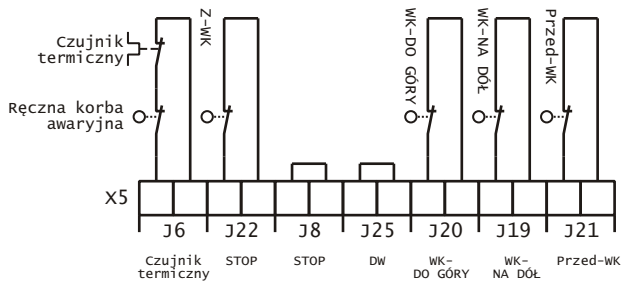 Czujnik
termiczny
Ręczna korba
awaryjna
Z-WK
WK-DO GÓRY
WK-NA DÓŁ
Przed-WK
X5
J6 J22 J8 J25 J20 J19 J21
Czujnik
termiczny
STOP
STOP
DW
WK-
DO GÓRY
WK-
NA DÓŁ
Przed-WK